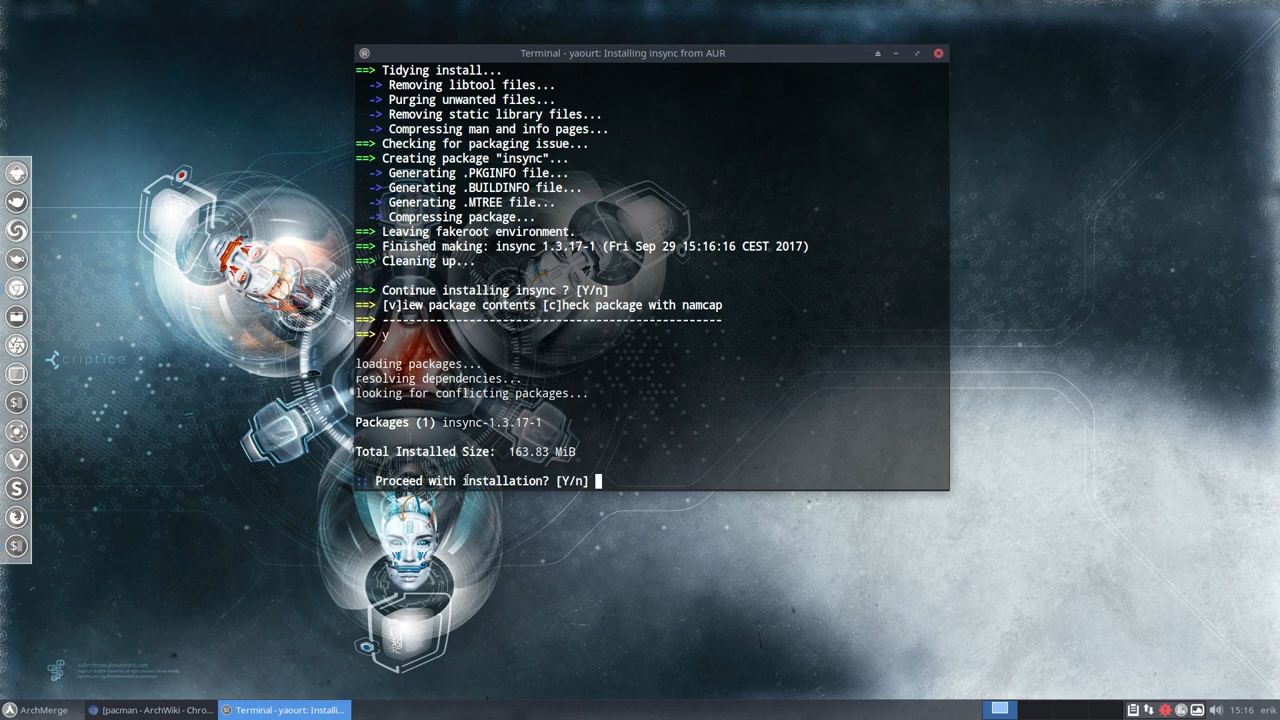 Terminal - yaourt: Installing insync from AUR
==> Tidying install...
-> Removing libtool files...
-> Purging unwanted files...
-> Removing static library files...
-> Compressing man and info pages...
==> Checking for packaging issue...
==> Creating package "insync"...
-> Generating .PKGINFO file...
-> Generating .BUILDINFO file...
-> Generating .MTREE file...
-> Compressing package...
==> Leaving fakeroot environment.
==> Finished making: insync 1.3.17-1 (Fri Sep 29 15:16:16 CEST 2017)
==> Cleaning up...
==> Continue installing insync ? [Y/n]
==> [v]iew package contents [c]heck package with namcap
==> ---------------------------------------------------
==> y
loading packages...
resolving dependencies...
looking for conflicting packages...
Packages (1) insync-1.3.17-1
Total Installed Size:  163.83 MiB
:: Proceed with installation? [Y/n]
criptica
ArchMerge
[pacman - ArchWiki - Chro...
Terminal - yaourt: Installi...
15:16
erik